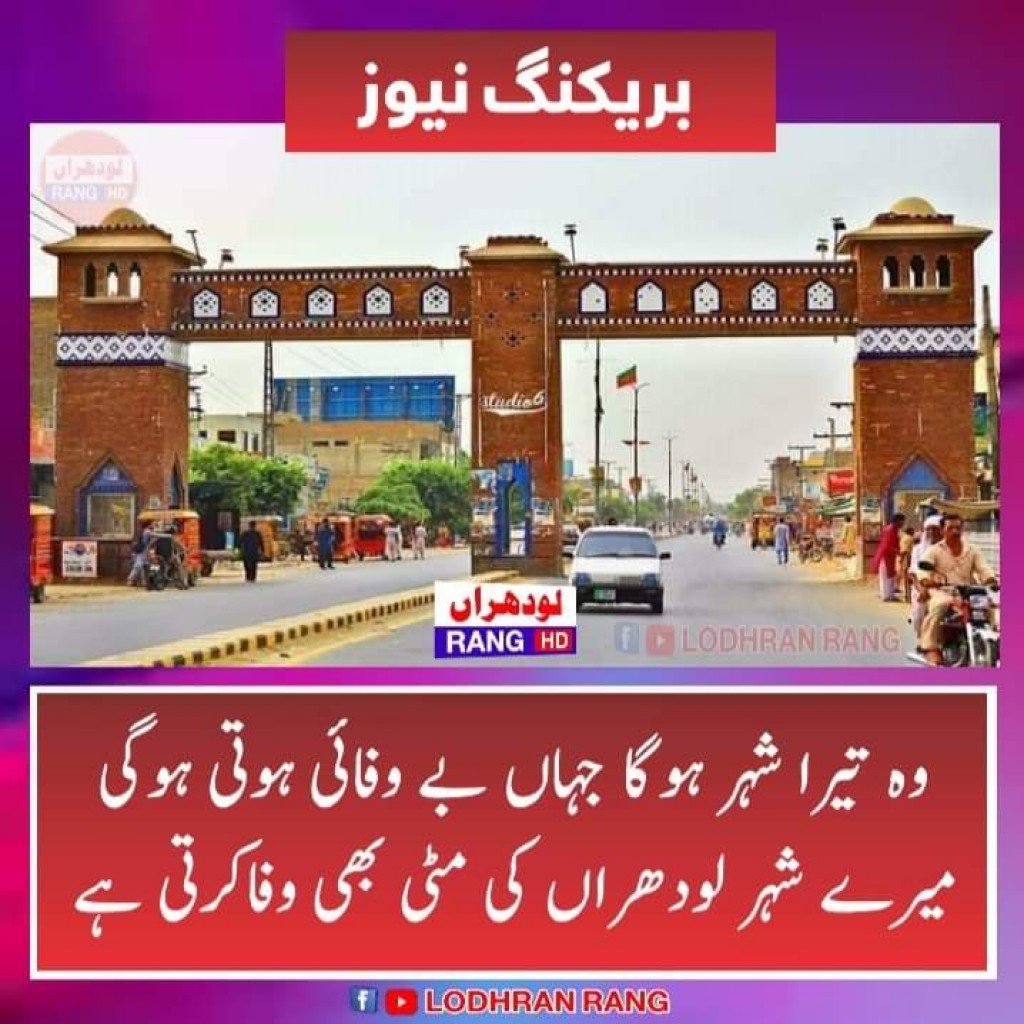 بریکنگ نیوز
لودھراں
RANG HD
studio6
لودھراں
RANG HD
LODHRAN RANG
وہ تیرا شہر ہوگا جہاں بے وفائی ہوتی ہوگی
میرے شہر لودھراں کی مٹی بھی وفا کرتی ہے
LODHRAN RANG